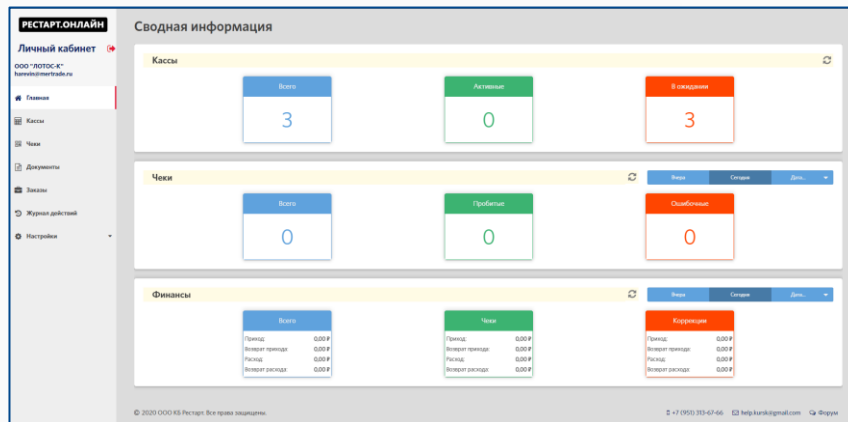 РЕСТАРТ.ОНЛАЙН
Личный кабинет
ООО "ЛОТОС-К"
harevin@mertrade.ru
Главная
Кассы
Чеки
Документы
Заказы
Журнал действий
Настройки
Сводная информация
Кассы
Всего
3
Активные
0
В ожидании
3
Чеки
Вчера Сегодня Дата...
Всего
0
Пробитые
0
Ошибочные
0
Финансы
Вчера Сегодня Дата...
Всего
Приход: 0,00 ₽
Возврат прихода: 0,00 ₽
Расход: 0,00 ₽
Возврат расхода: 0,00 ₽
Чеки
Приход: 0,00 ₽
Возврат прихода: 0,00 ₽
Расход: 0,00 ₽
Возврат расхода: 0,00 ₽
Коррекции
Приход: 0,00 ₽
Возврат прихода: 0,00 ₽
Расход: 0,00 ₽
Возврат расхода: 0,00 ₽
© 2020 ООО КБ Рестарт. Все права защищены.
+7 (951) 313-67-66 help.kursk@gmail.com Форум